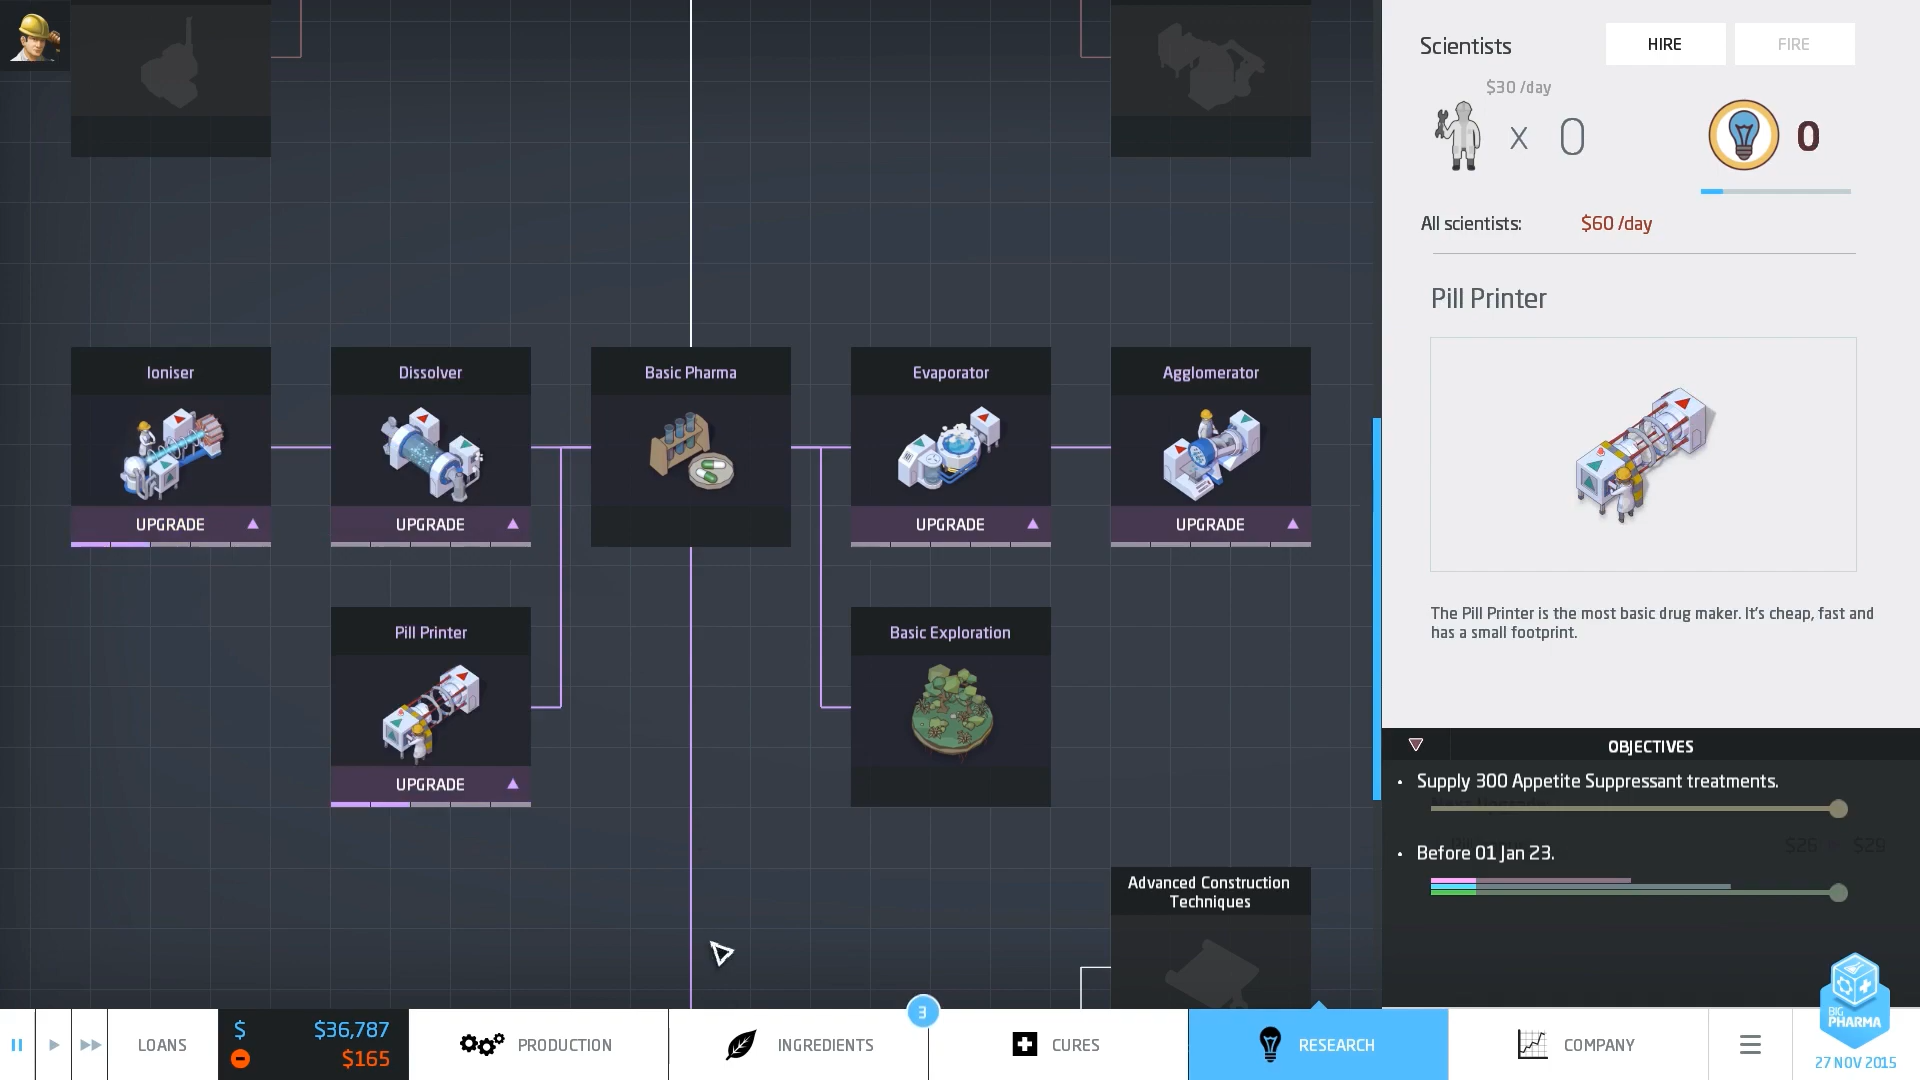 Scientists
HIRE
FIRE
$30 /day
X 0
0
All scientists:
$60 /day
Pill Printer
Ioniser
Dissolver
Basic Pharma
Evaporator
Agglomerator
UPGRADE
UPGRADE
UPGRADE
UPGRADE
The Pill Printer is the most basic drug maker. It's cheap, fast and
has a small footprint.
Pill Printer
Basic Exploration
UPGRADE
OBJECTIVES
Supply 300 Appetite Suppressant treatments.
Before 01 Jan 23.
$26
$29
Advanced Construction
Techniques
LOANS
$ $36,787
$165
PRODUCTION
INGREDIENTS
3
CURES
RESEARCH
COMPANY
BIG
PHARMA
27 NOV 2015